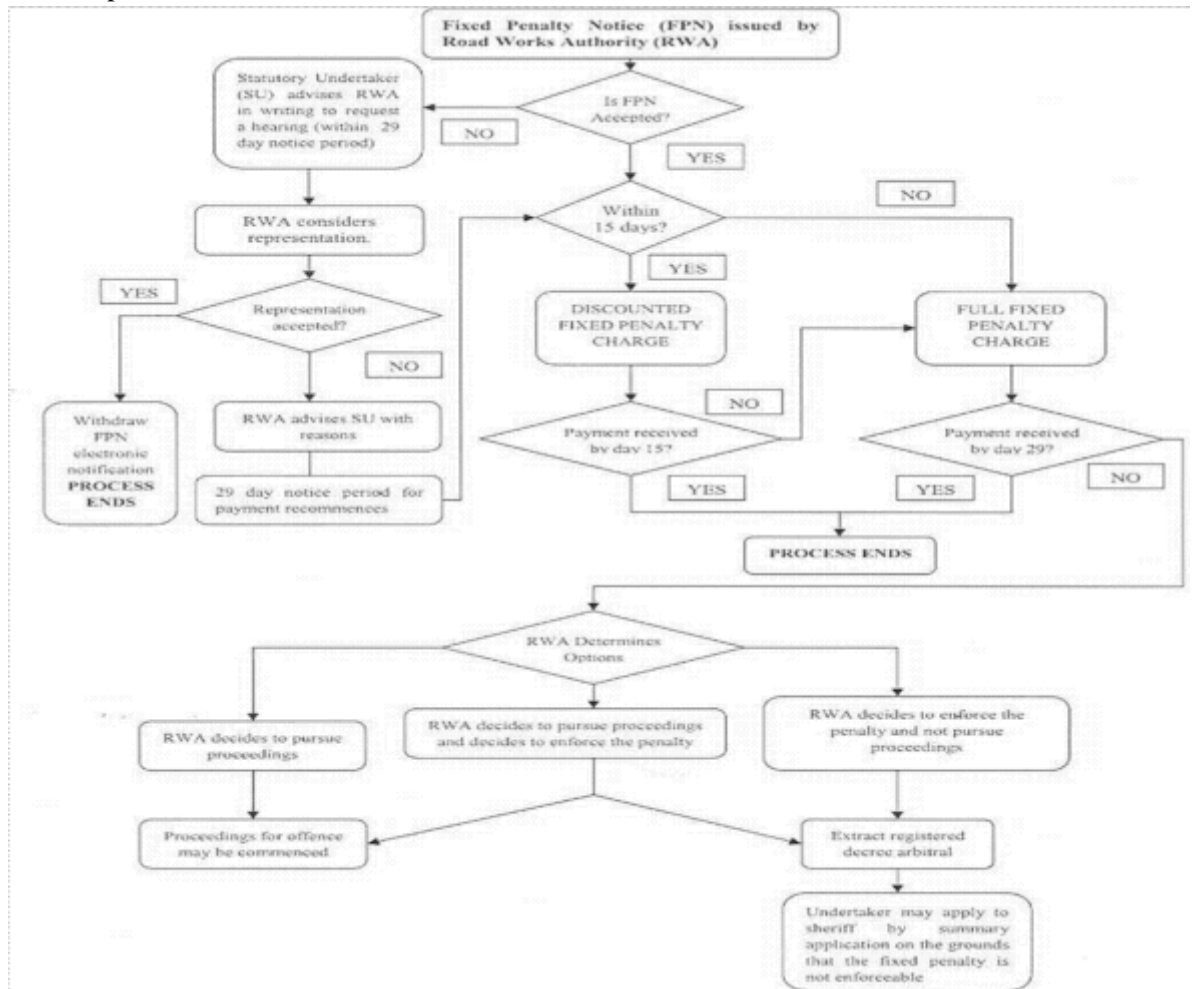 Fixed Penalty Notice (FPN) issued by
Road Works Authority (RWA)
Statutory Undertaker
(SU) advises RWA
in writing to request
a hearing (within 29
day notice period)
Is FPN
Accepted?
NO
YES
RWA considers
representation.
Within
15 days?
NO
YES
YES
Representation
accepted?
NO
DISCOUNTED
FIXED PENALTY
CHARGE
FULL FIXED
PENALTY
CHARGE
Withdraw
FPN
electronic
notification
PROCESS
ENDS
RWA advises SU with
reasons
NO
Payment received
by day 15?
Payment received
by day 29?
29 day notice period for
payment recommences
YES
YES
NO
PROCESS ENDS
RWA Determines
Options
RWA decides to pursue
proceedings
RWA decides to pursue proceedings
and decides to enforce the penalty
RWA decides to enforce the
penalty and not pursue
proceedings
Proceedings for offence
may be commenced
Extract registered
decree arbitral
Undertaker may apply to
sheriff by summary
application on the grounds
that the fixed penalty is
not enforceable